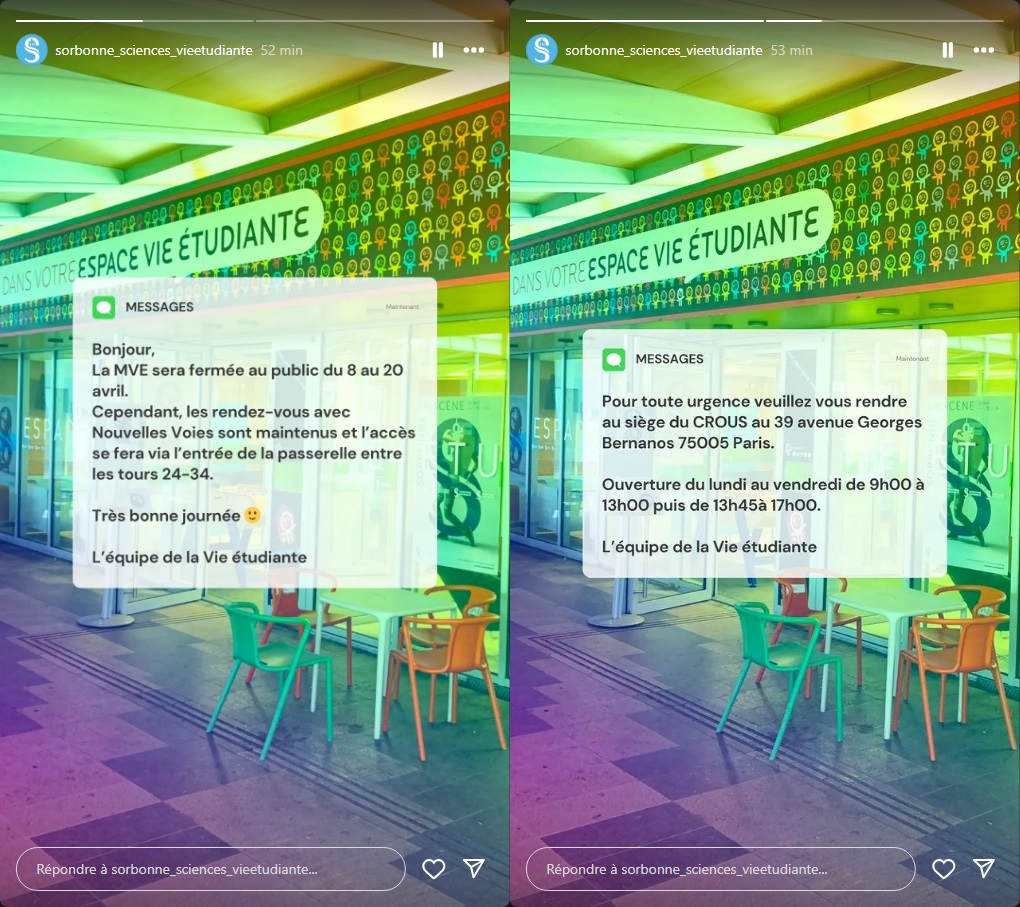 sorbonne_sciences_vieetudiante 52 min
DANS VOTRE ESPACE VIE ÉTUDIANTE
MESSAGES
Maintenant
Bonjour,
La MVE sera fermée au public du 8 au 20
avril.
Cependant, les rendez-vous avec
Nouvelles Voies sont maintenus et l’accès
se fera via l’entrée de la passerelle entre
les tours 24-34.
Très bonne journée 🙂
L’équipe de la Vie étudiante
Répondre à sorbonne_sciences_vieetudiante...
sorbonne_sciences_vieetudiante 53 min
DANS VOTRE ESPACE VIE ÉTUDIANTE
MESSAGES
Maintenant
Pour toute urgence veuillez vous rendre
au siège du CROUS au 39 avenue Georges
Bernanos 75005 Paris.
Ouverture du lundi au vendredi de 9h00 à
13h00 puis de 13h45à 17h00.
L’équipe de la Vie étudiante
Répondre à sorbonne_sciences_vieetudiante...